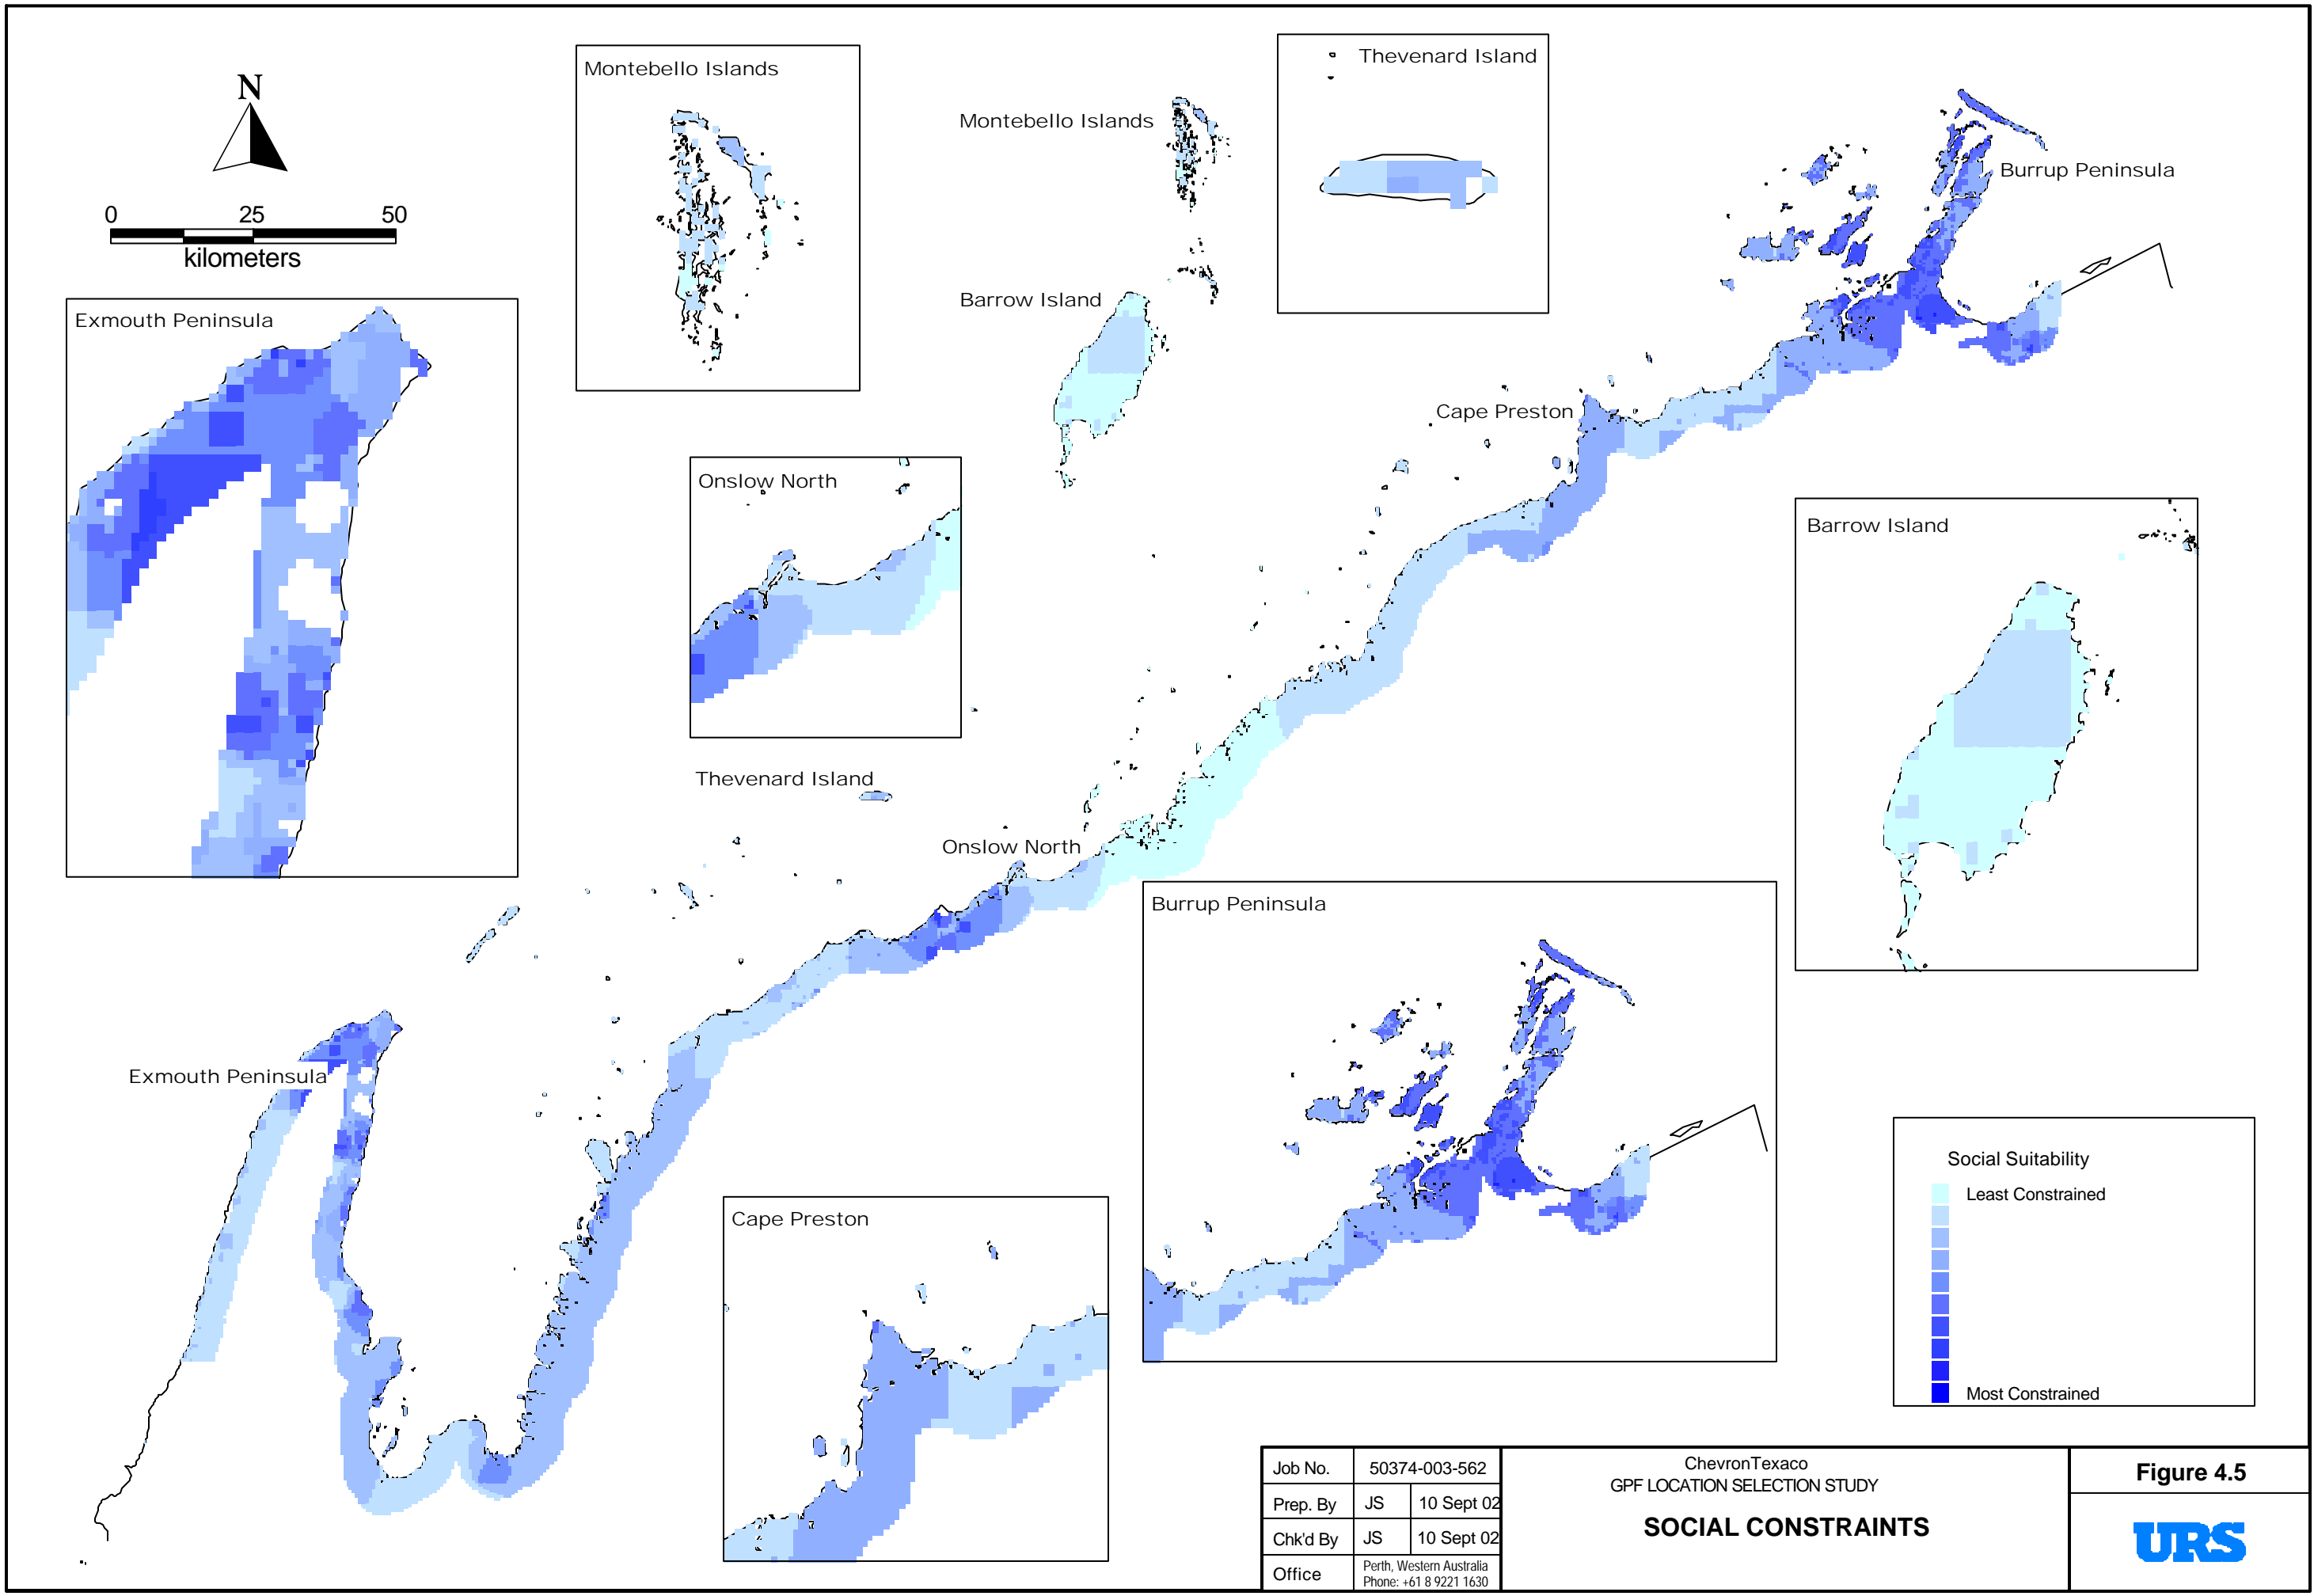 N
0 25 50
kilometers
Montebello Islands
Thevenard Island
Montebello Islands
Burrup Peninsula
Barrow Island
Exmouth Peninsula
Cape Preston
Onslow North
Barrow Island
Thevenard Island
Onslow North
Burrup Peninsula
Exmouth Peninsula
Cape Preston
Social Suitability
Least Constrained
Most Constrained
Job No. 50374-003-562
Prep. By JS 10 Sept 02
Chk'd By JS 10 Sept 02
Office Perth, Western Australia
Phone: +61 8 9221 1630
ChevronTexaco
GPF LOCATION SELECTION STUDY
SOCIAL CONSTRAINTS
Figure 4.5
URS